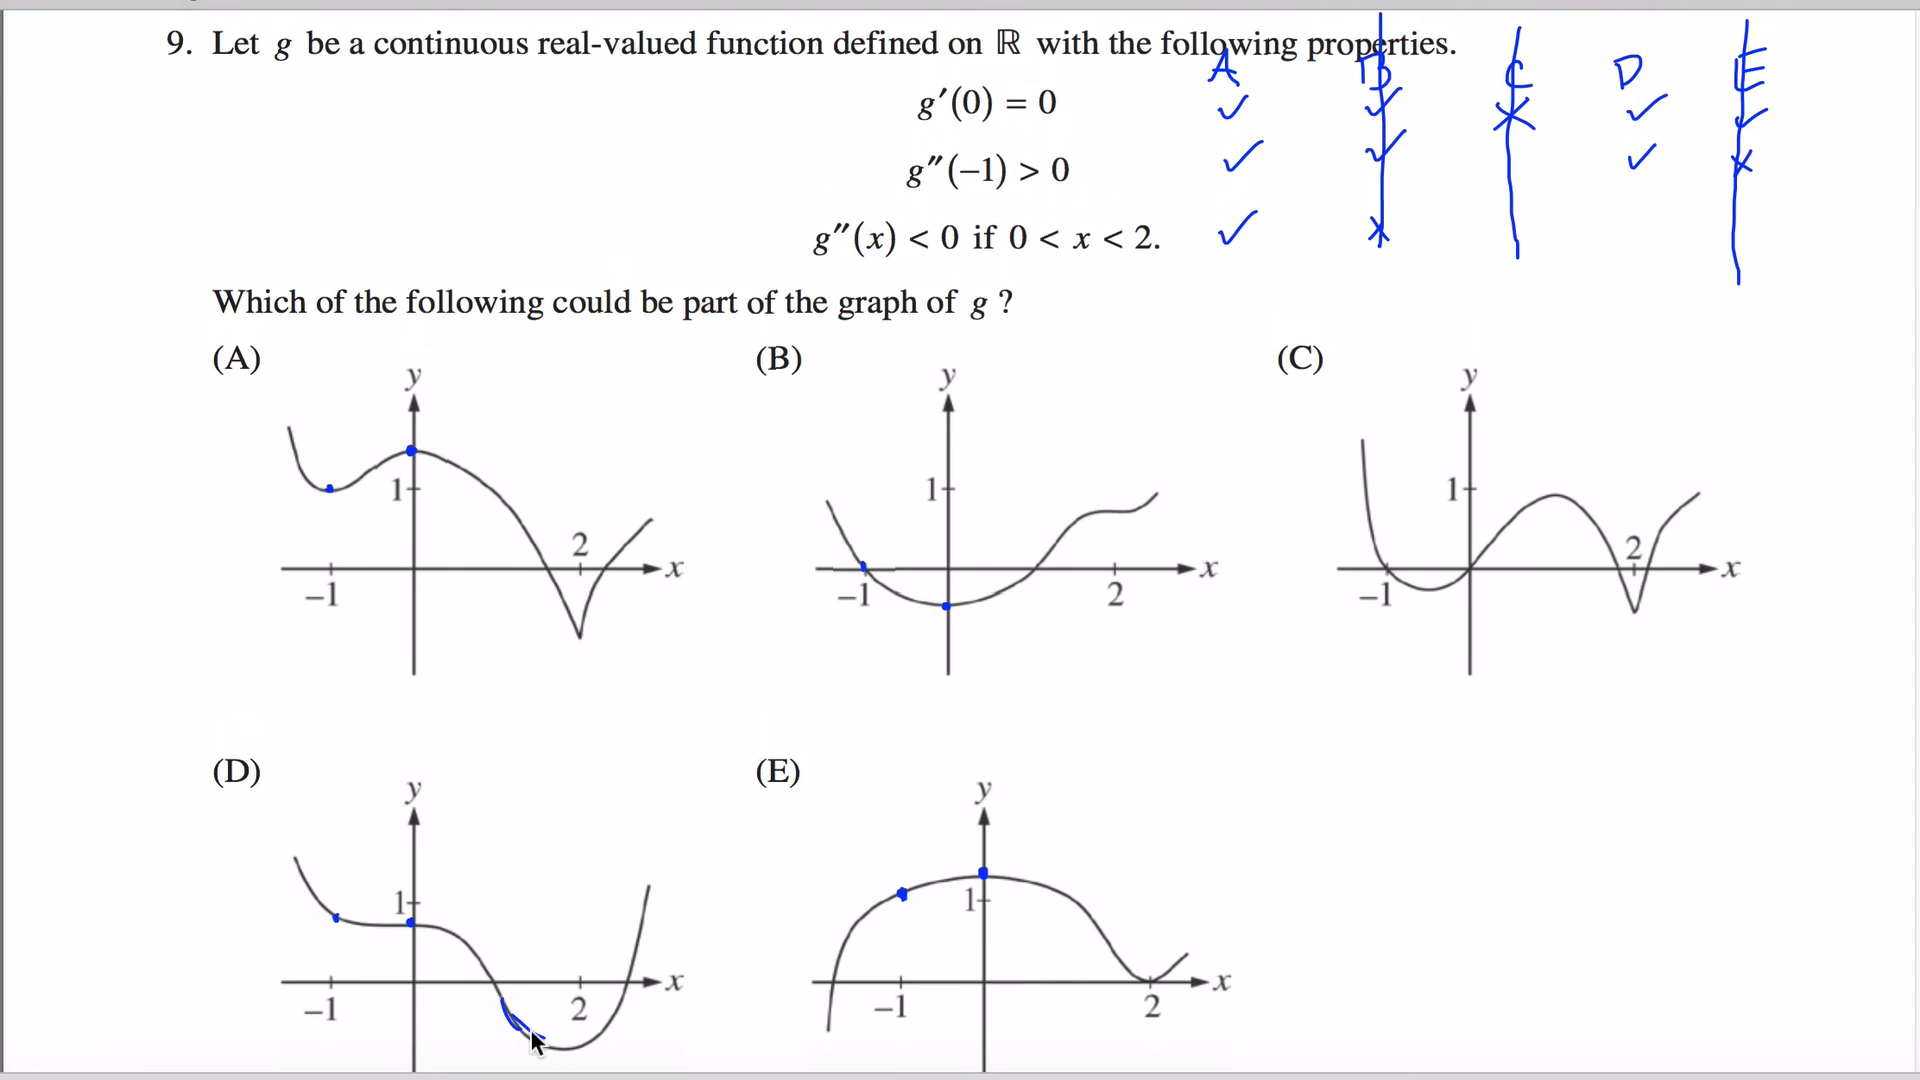 9. Let g be a continuous real-valued function defined on ℝ with the following properties.
A B C D E
g′(0) = 0 ✓ ✓ ✗ ✓ ✓
g″(−1) > 0 ✓ ✓ ✓ ✗
g″(x) < 0 if 0 < x < 2. ✓ ✗
Which of the following could be part of the graph of g ?
(A)
y
1
2
x
−1
(B)
y
1
x
−1
2
(C)
y
1
2
x
−1
(D)
y
1
x
−1
2
(E)
y
1
x
−1
2